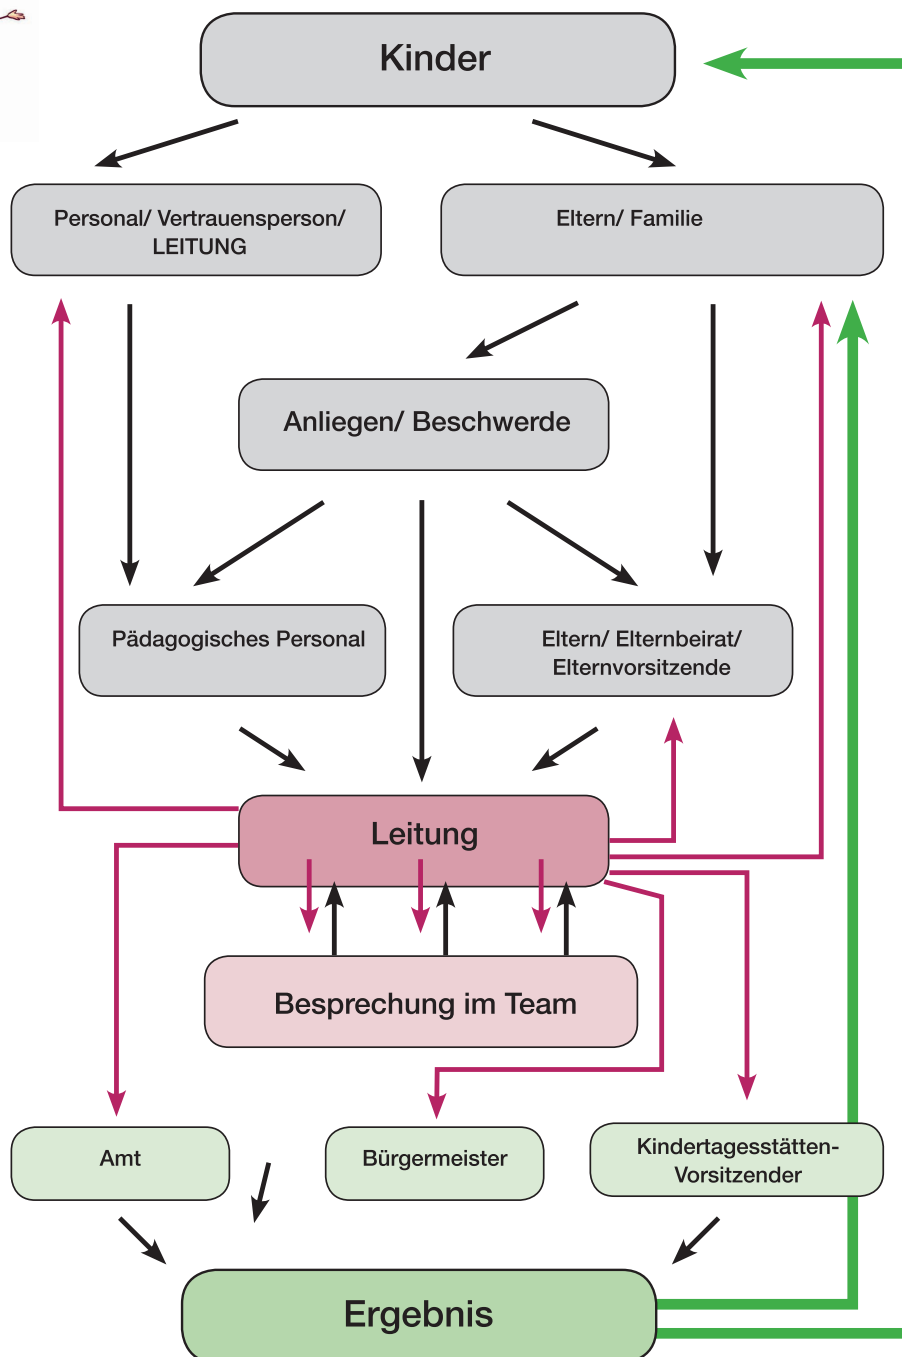 Kinder
Personal/ Vertrauensperson/
LEITUNG
Eltern/ Familie
Anliegen/ Beschwerde
Pädagogisches Personal
Eltern/ Elternbeirat/
Elternvorsitzende
Leitung
Besprechung im Team
Amt
Bürgermeister
Kindertagesstätten-
Vorsitzender
Ergebnis